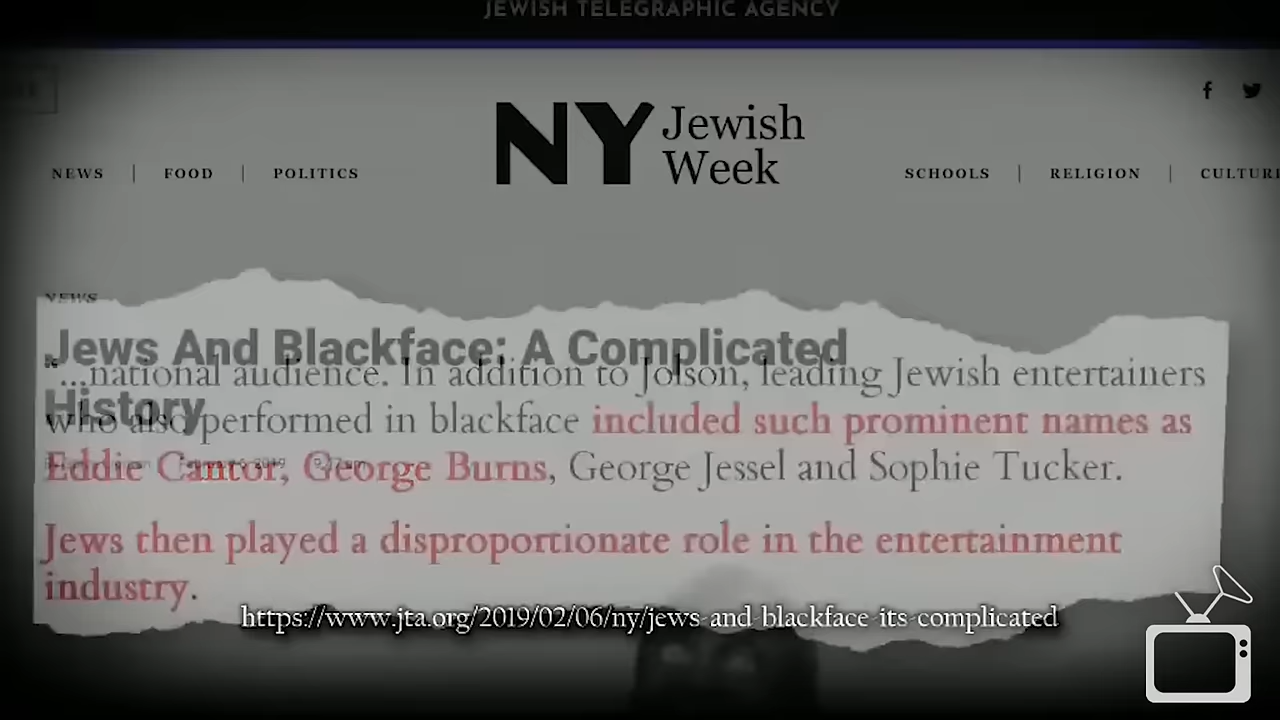 JEWISH TELEGRAPHIC AGENCY
NY Jewish
Week
NEWS | FOOD | POLITICS
SCHOOLS | RELIGION | CULTURE
NEWS
Jews And Blackface: A Complicated
History
“...national audience. In addition to Jolson, leading Jewish entertainers
who also performed in blackface included such prominent names as
Eddie Cantor, George Burns, George Jessel and Sophie Tucker.
Jews then played a disproportionate role in the entertainment
industry.
https://www.jta.org/2019/02/06/ny/jews-and-blackface-its-complicated